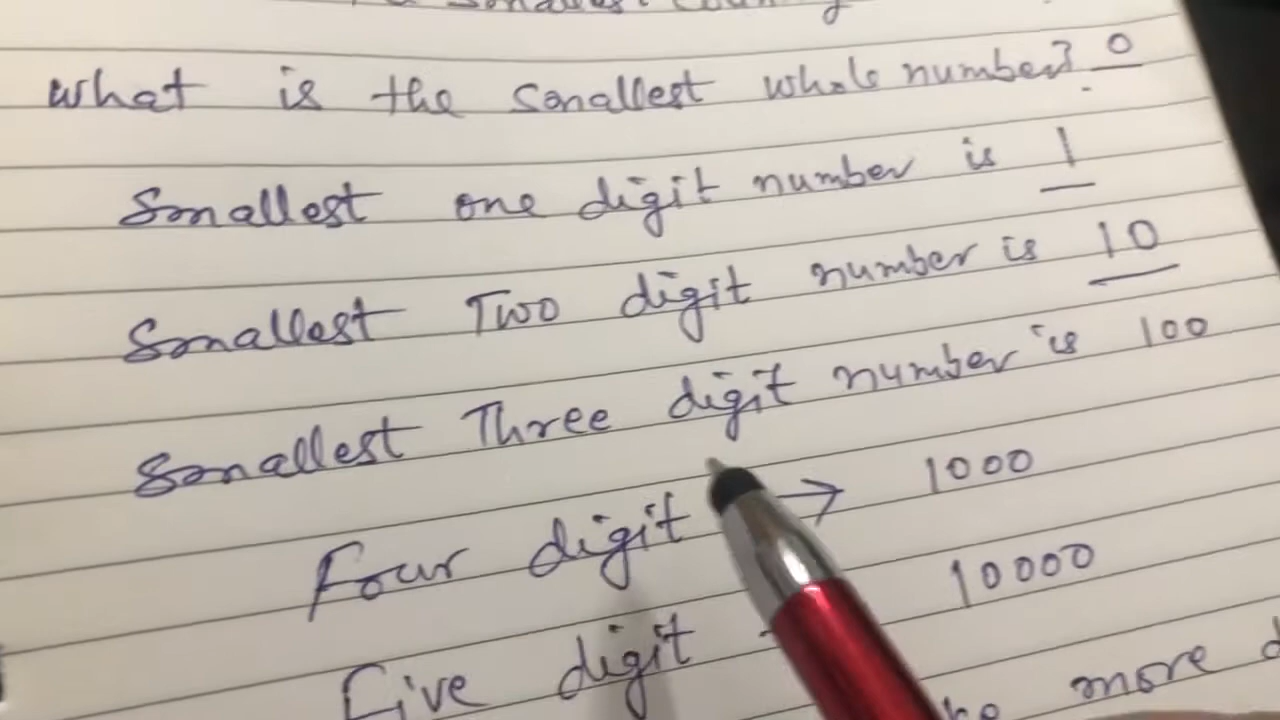 What is the smallest whole number? 0
Smallest one digit number is 1
Smallest Two digit number is 10
Smallest Three digit number is 100
Four digit → 1000
Five digit 10000
more